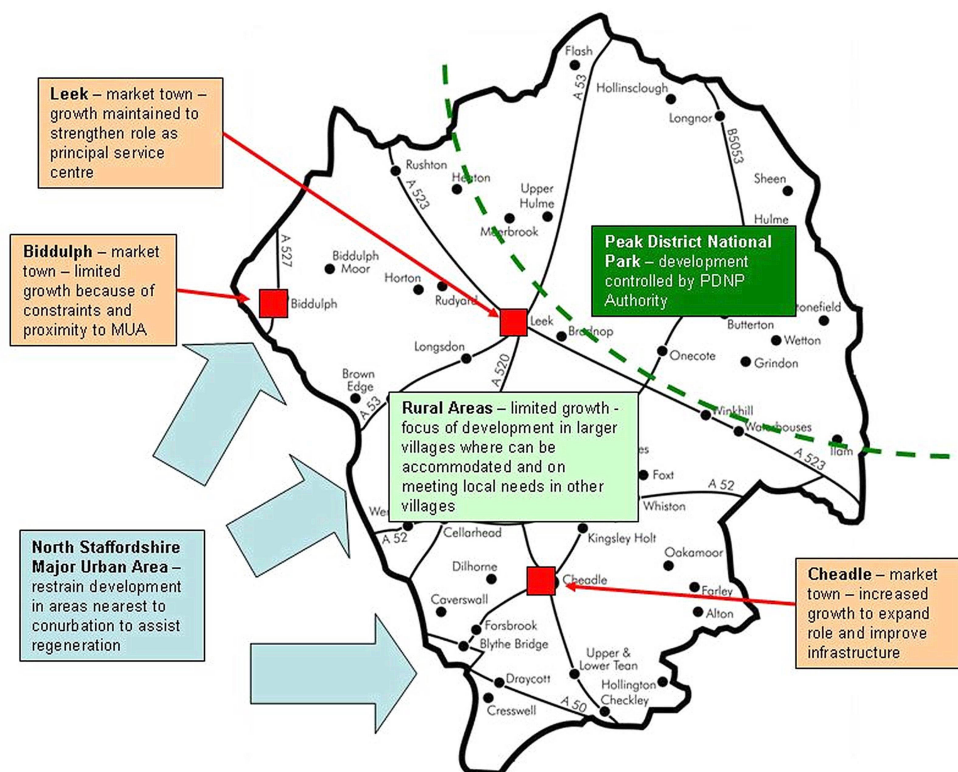 Leek – market town –
growth maintained to
strengthen role as
principal service
centre
Biddulph – market
town – limited
growth because of
constraints and
proximity to MUA
North Staffordshire
Major Urban Area –
restrain development
in areas nearest to
conurbation to assist
regeneration
Peak District National
Park – development
controlled by PDNP
Authority
Rural Areas – limited growth -
focus of development in larger
villages where can be
accommodated and on
meeting local needs in other
villages
Cheadle – market
town – increased
growth to expand
role and improve
infrastructure
Flash
A 53
Hollinsclough
Longnor
B5053
Rushton
Heaton
A 523
Upper
Hulme
Meerbrook
Sheen
Hulme
A 527
Biddulph
Moor
Horton
Rudyard
Biddulph
Leek
Bradnop
Butterton
Wetton
Onecote
Grindon
Longsdon
A 520
Brown
Edge
A 53
Winkhill
Waterhouses
Ilam
A 523
Foxt
A 52
Whiston
A 52
Cellarhead
Kingsley Holt
Oakamoor
Dilhorne
Cheadle
Farley
Alton
Caverswall
Forsbrook
Blythe Bridge
Upper &
Lower Tean
Draycott
Hollington
Checkley
A 50
Cresswell